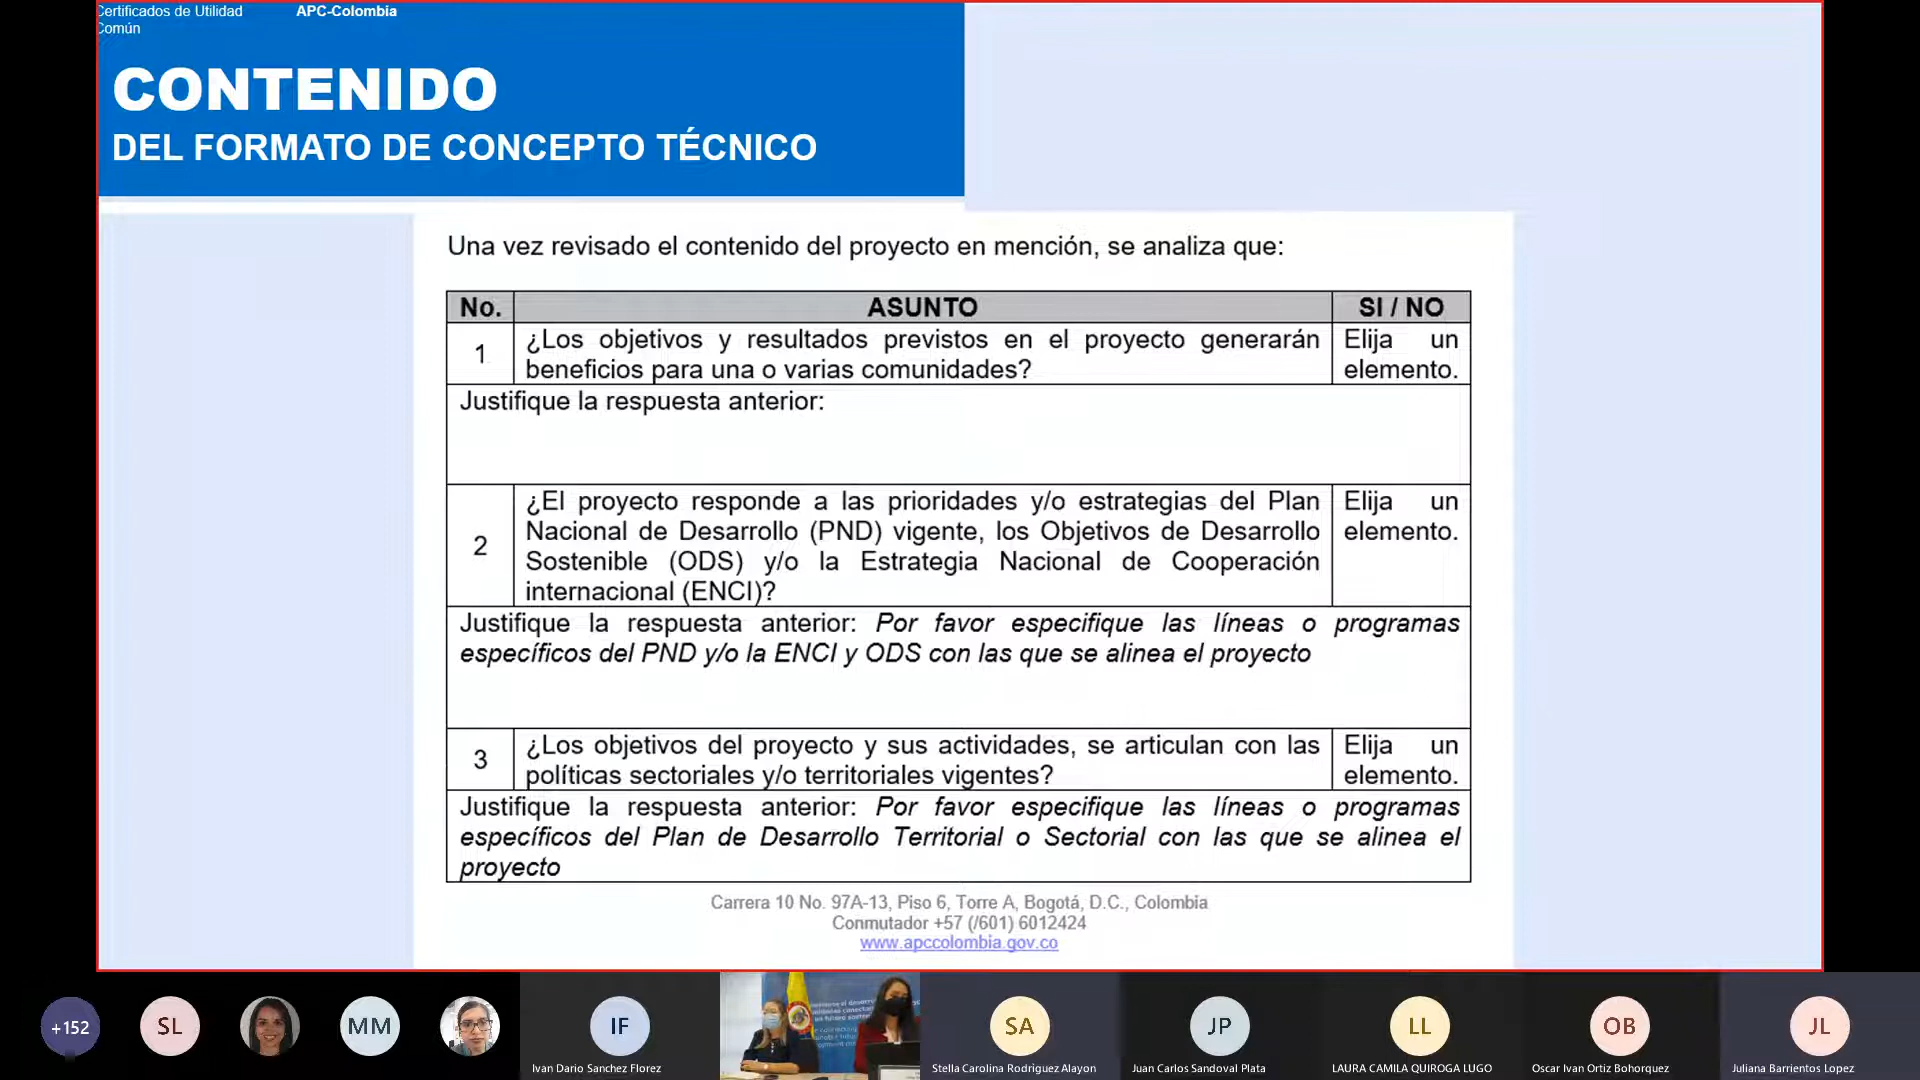 Certificados de Utilidad
Común
APC-Colombia
CONTENIDO
DEL FORMATO DE CONCEPTO TÉCNICO
Una vez revisado el contenido del proyecto en mención, se analiza que:
No. ASUNTO SI / NO
1 ¿Los objetivos y resultados previstos en el proyecto generarán Elija un
beneficios para una o varias comunidades? elemento.
Justifique la respuesta anterior:
¿El proyecto responde a las prioridades y/o estrategias del Plan Elija un
Nacional de Desarrollo (PND) vigente, los Objetivos de Desarrollo elemento.
2 Sostenible (ODS) y/o la Estrategia Nacional de Cooperación
internacional (ENCI)?
Justifique la respuesta anterior: Por favor especifique las líneas o programas
específicos del PND y/o la ENCI y ODS con las que se alinea el proyecto
3 ¿Los objetivos del proyecto y sus actividades, se articulan con las Elija un
políticas sectoriales y/o territoriales vigentes? elemento.
Justifique la respuesta anterior: Por favor especifique las líneas o programas
específicos del Plan de Desarrollo Territorial o Sectorial con las que se alinea el
proyecto
Carrera 10 No. 97A-13, Piso 6, Torre A, Bogotá, D.C., Colombia
Conmutador +57 (/601) 6012424
www.apccolombia.gov.co
+152 SL MM IF SA JP LL OB JL
Ivan Dario Sanchez Florez
Stella Carolina Rodriguez Alayon
Juan Carlos Sandoval Plata
LAURA CAMILA QUIROGA LUGO
Oscar Ivan Ortiz Bohorquez
Juliana Barrientos Lopez